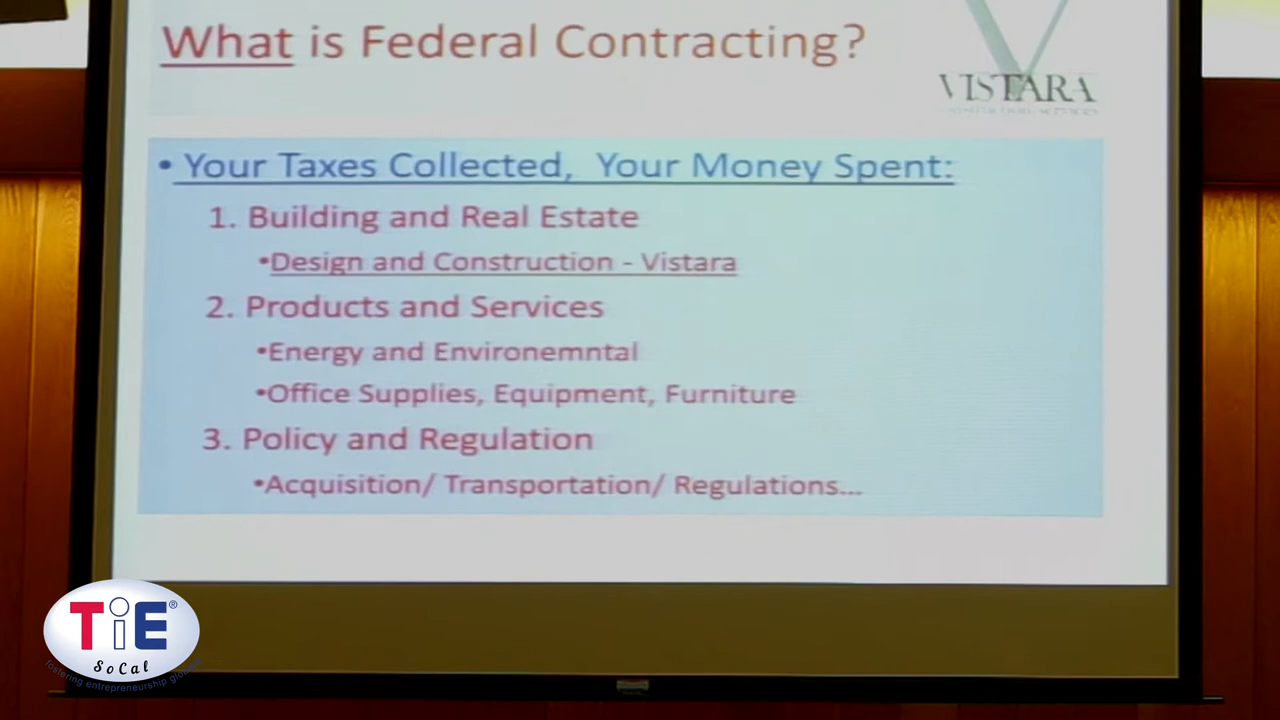 What is Federal Contracting?
VISTARA
• Your Taxes Collected, Your Money Spent:
1. Building and Real Estate
•Design and Construction - Vistara
2. Products and Services
•Energy and Environemntal
•Office Supplies, Equipment, Furniture
3. Policy and Regulation
•Acquisition/ Transportation/ Regulations...
TiE®
SoCal
fostering entrepreneurship